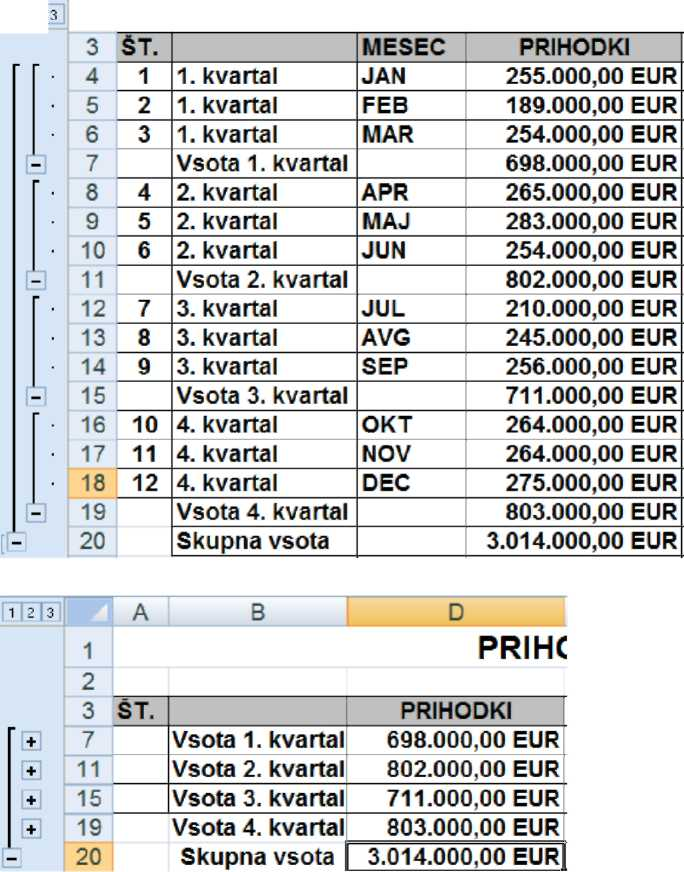 3
3 ŠT. MESEC PRIHODKI
4 1 1. kvartal JAN 255.000,00 EUR
5 2 1. kvartal FEB 189.000,00 EUR
6 3 1. kvartal MAR 254.000,00 EUR
7 Vsota 1. kvartal 698.000,00 EUR
8 4 2. kvartal APR 265.000,00 EUR
9 5 2. kvartal MAJ 283.000,00 EUR
10 6 2. kvartal JUN 254.000,00 EUR
11 Vsota 2. kvartal 802.000,00 EUR
12 7 3. kvartal JUL 210.000,00 EUR
13 8 3. kvartal AVG 245.000,00 EUR
14 9 3. kvartal SEP 256.000,00 EUR
15 Vsota 3. kvartal 711.000,00 EUR
16 10 4. kvartal OKT 264.000,00 EUR
17 11 4. kvartal NOV 264.000,00 EUR
18 12 4. kvartal DEC 275.000,00 EUR
19 Vsota 4. kvartal 803.000,00 EUR
20 Skupna vsota 3.014.000,00 EUR
1 2 3 A B D
1 PRIHO
2
3 ŠT. PRIHODKI
7 Vsota 1. kvartal 698.000,00 EUR
11 Vsota 2. kvartal 802.000,00 EUR
15 Vsota 3. kvartal 711.000,00 EUR
19 Vsota 4. kvartal 803.000,00 EUR
20 Skupna vsota 3.014.000,00 EUR